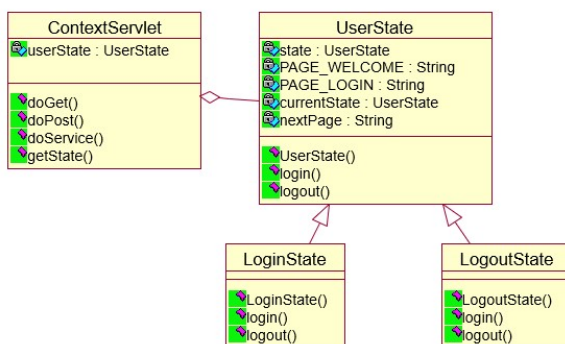 ContextServlet
userState : UserState
doGet()
doPost()
doService()
getState()
UserState
state : UserState
PAGE_WELCOME : String
PAGE_LOGIN : String
currentState : UserState
nextPage : String
UserState()
login()
logout()
LoginState
LoginState()
login()
logout()
LogoutState
LogoutState()
login()
logout()